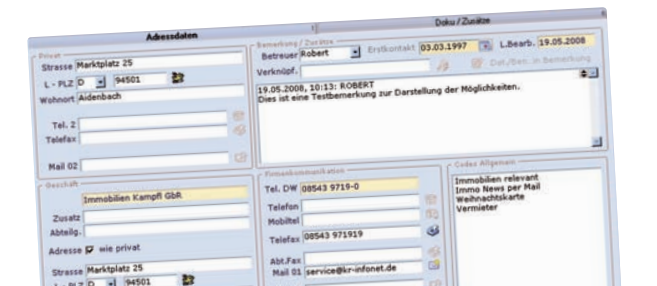 Adressdaten
Doku / Zusätze
Privat
Strasse Marktplatz 25
L - PLZ D 94501
Wohnort Aidenbach
Tel. 2
Telefax
Mail 02
Bemerkung / Zusätze
Betreuer Robert Erstkontakt 03.03.1997 L.Bearb. 19.05.2008
Verknüpf. Dat./Ben. in Bemerkung
19.05.2008, 10:13: ROBERT
Dies ist eine Testbemerkung zur Darstellung der Möglichkeiten.
Geschäft
Immobilien Kampfl GbR
Zusatz
Abteilg.
Adresse wie privat
Strasse Marktplatz 25
L - PLZ D 94501
Firmenkommunikation
Tel. DW 08543 9719-0
Telefon
Mobiltel
Telefax 08543 971919
Abt.Fax
Mail 01 service@kr-infonet.de
Codes Allgemein
Immobilien relevant
Immo News per Mail
Weihnachtskarte
Vermieter